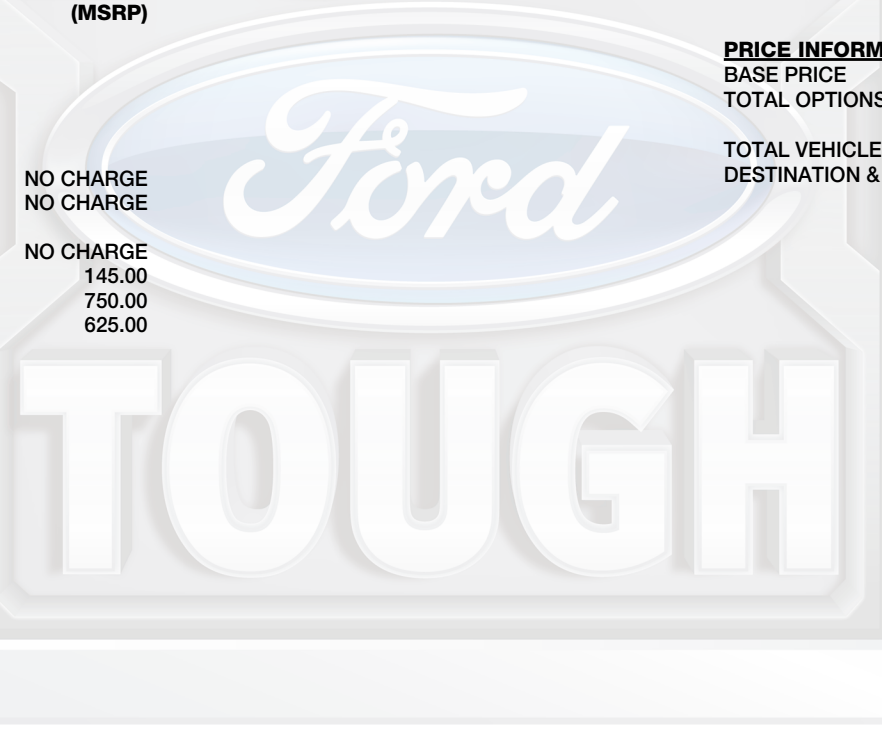 (MSRP)
NO CHARGE
NO CHARGE
NO CHARGE
145.00
750.00
625.00
PRICE INFORM
BASE PRICE
TOTAL OPTIONS
TOTAL VEHICLE
DESTINATION &
Ford
TOUGH